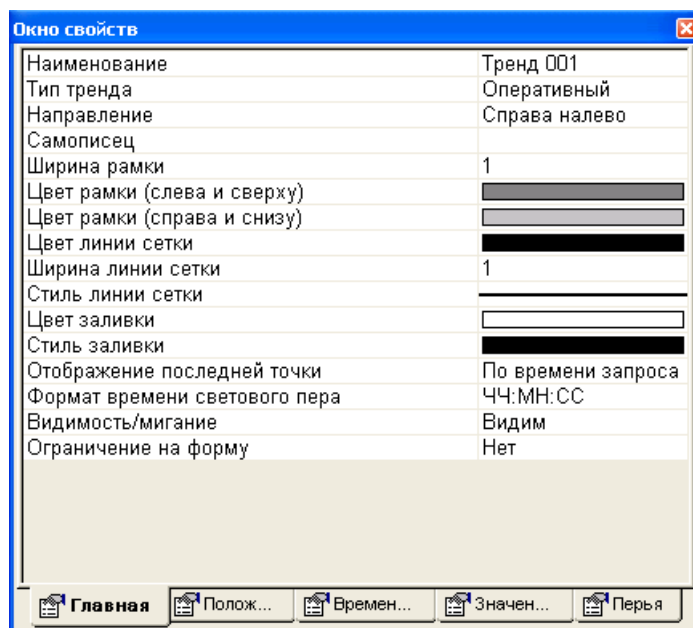 Окно свойств
Наименование Тренд 001
Тип тренда Оперативный
Направление Справа налево
Самописец
Ширина рамки 1
Цвет рамки (слева и сверху)
Цвет рамки (справа и снизу)
Цвет линии сетки
Ширина линии сетки 1
Стиль линии сетки
Цвет заливки
Стиль заливки
Отображение последней точки По времени запроса
Формат времени светового пера ЧЧ:МН:СС
Видимость/мигание Видим
Ограничение на форму Нет
Главная Полож... Времен... Значен... Перья